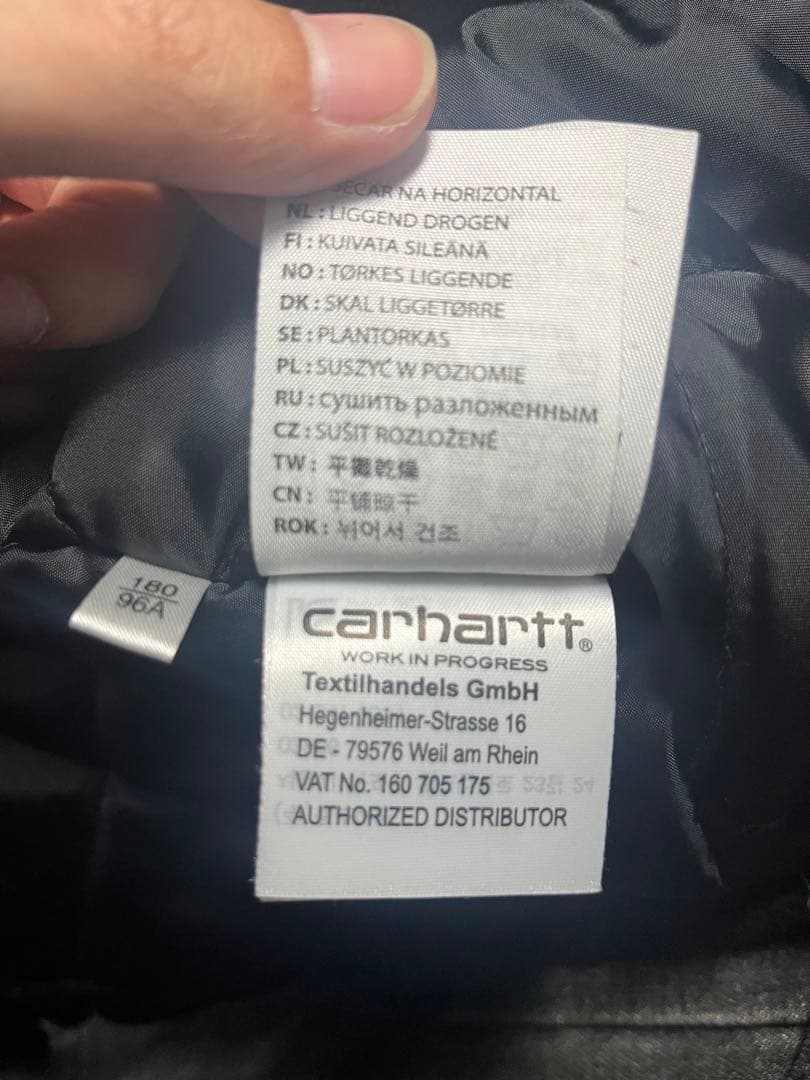 SECAR NA HORIZONTAL
NL : LIGGEND DROGEN
FI : KUIVATA SILEÄNÄ
NO : TØRKES LIGGENDE
DK : SKAL LIGGETØRRE
SE : PLANTORKAS
PL : SUSZYĆ W POZIOMIE
RU : сушить разложенным
CZ : SUŠIT ROZLOŽENÉ
TW : 平攤乾燥
CN : 平铺晾干
ROK : 뉘어서 건조
180
96A
carhartt®
WORK IN PROGRESS
Textilhandels GmbH
Hegenheimer-Strasse 16
DE - 79576 Weil am Rhein
VAT No. 160 705 175
AUTHORIZED DISTRIBUTOR